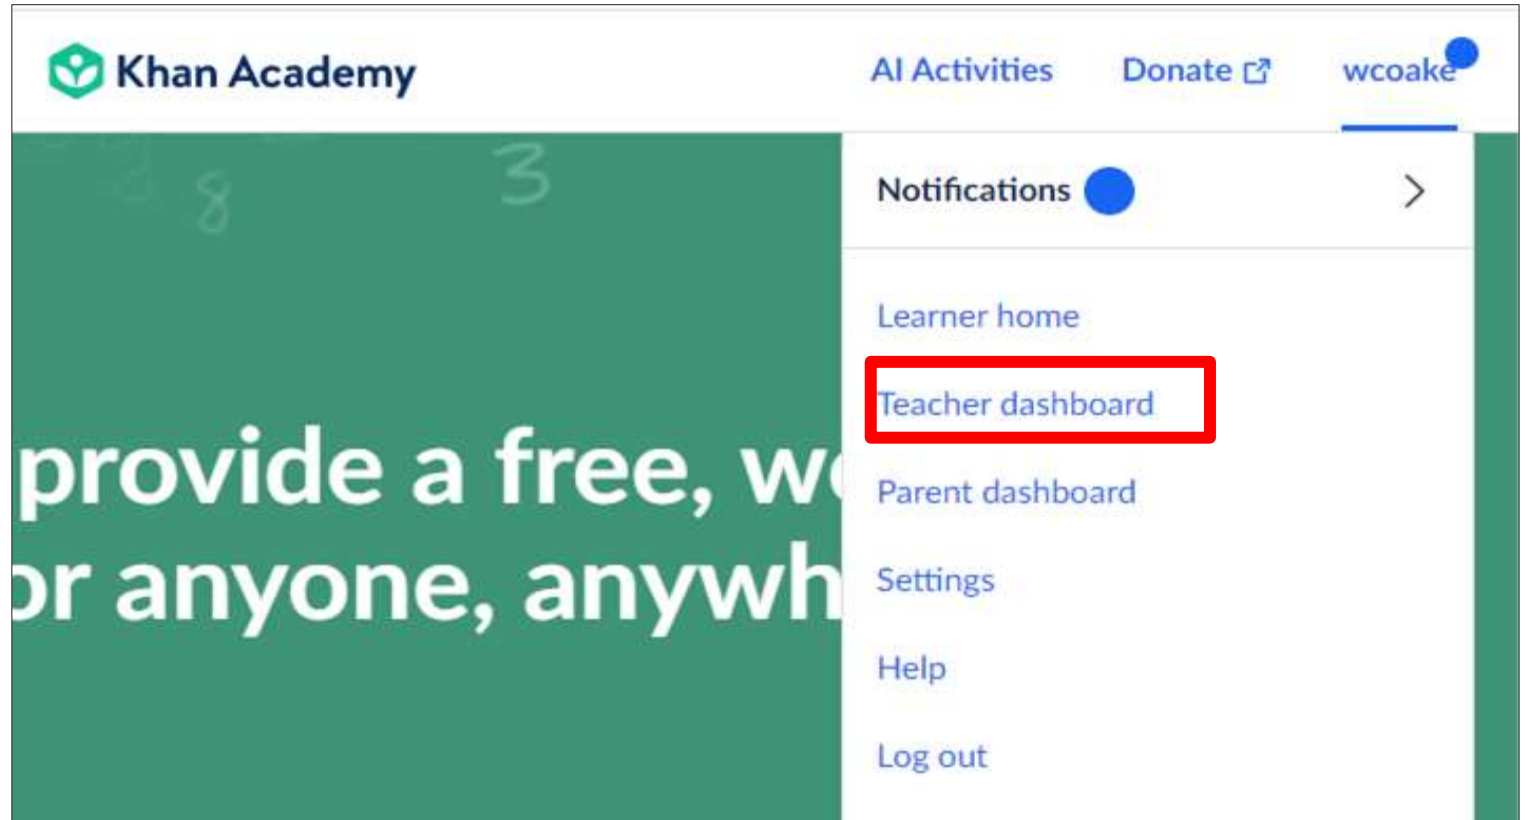 Khan Academy
AI Activities
Donate
wcoake
8
3
Notifications
Learner home
Teacher dashboard
provide a free, w
Parent dashboard
or anyone, anywh
Settings
Help
Log out